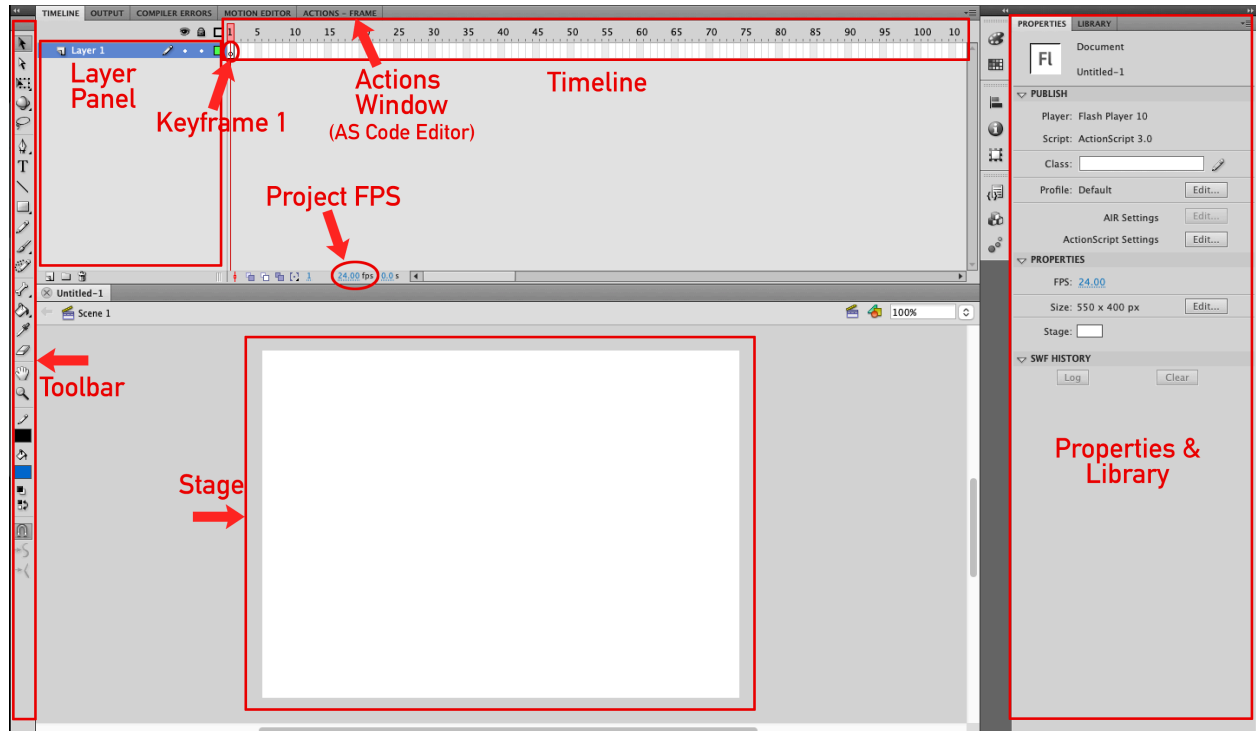 TIMELINE OUTPUT COMPILER ERRORS MOTION EDITOR ACTIONS - FRAME
1 5 10 15 20 25 30 35 40 45 50 55 60 65 70 75 80 85 90 95 100 10
Layer 1
Layer
Panel
Keyframe 1
Actions
Window
(AS Code Editor)
Timeline
Project FPS
1 24.00 fps 0.0 s
Untitled-1
Scene 1
100%
Toolbar
T
Stage
PROPERTIES LIBRARY
Fl
Document
Untitled-1
PUBLISH
Player: Flash Player 10
Script: ActionScript 3.0
Class:
Profile: Default Edit...
AIR Settings Edit...
ActionScript Settings Edit...
PROPERTIES
FPS: 24.00
Size: 550 x 400 px Edit...
Stage:
SWF HISTORY
Log Clear
Properties &
Library